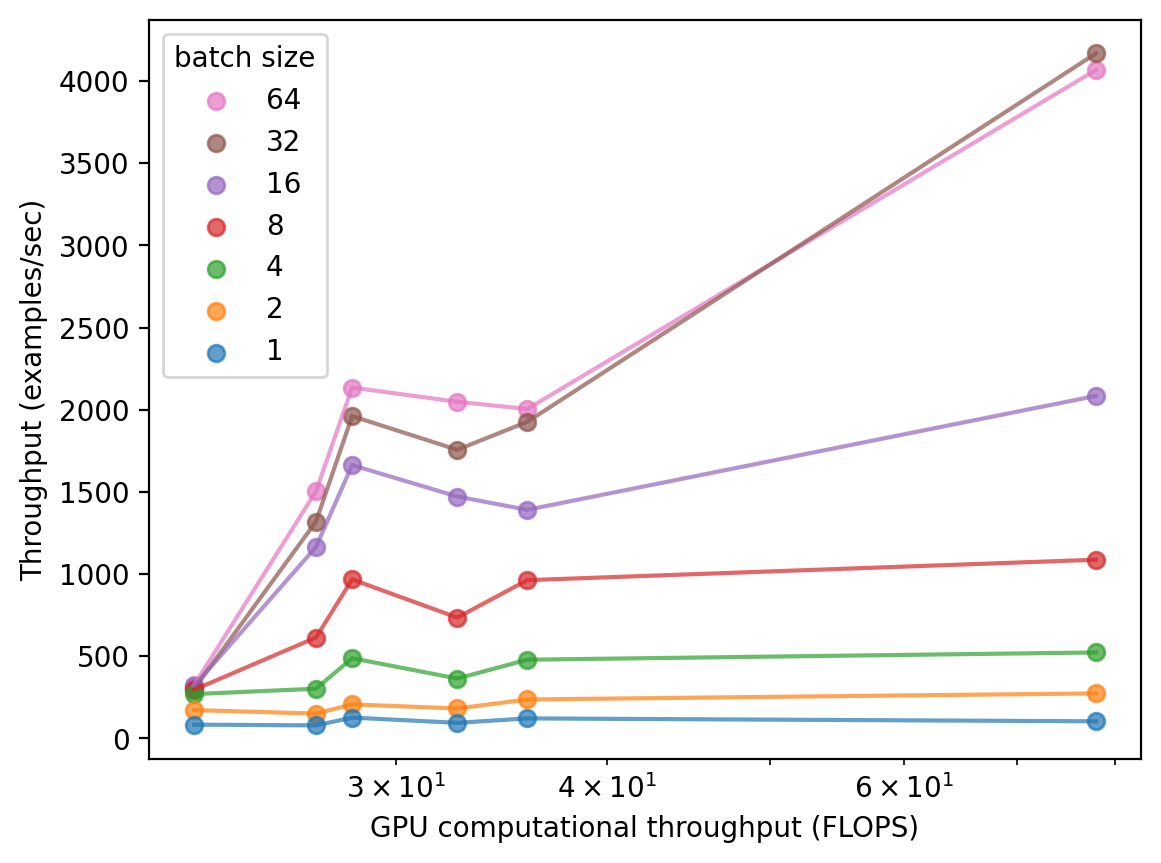 batch size
64
32
16
8
4
2
1
4000
3500
3000
2500
2000
1500
1000
500
0
Throughput (examples/sec)
3 × 10¹
4 × 10¹
6 × 10¹
GPU computational throughput (FLOPS)